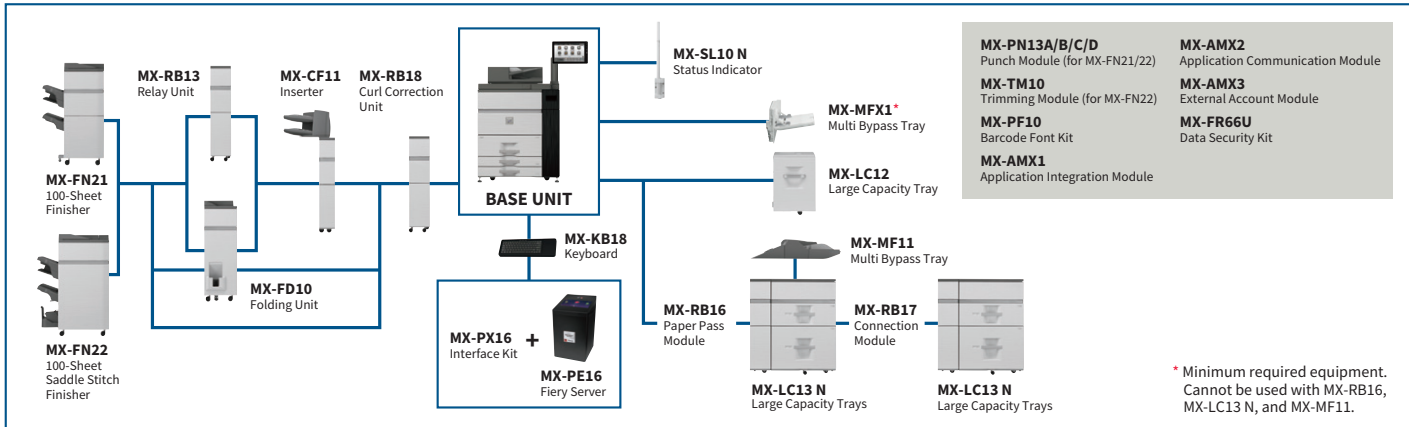 MX-FN21
100-Sheet
Finisher
MX-FN22
100-Sheet
Saddle Stitch
Finisher
MX-RB13
Relay Unit
MX-FD10
Folding Unit
MX-CF11
Inserter
MX-RB18
Curl Correction
Unit
BASE UNIT
MX-KB18
Keyboard
MX-PX16
Interface Kit
+
MX-PE16
Fiery Server
MX-SL10 N
Status Indicator
MX-MFX1*
Multi Bypass Tray
MX-LC12
Large Capacity Tray
MX-MF11
Multi Bypass Tray
MX-RB16
Paper Pass
Module
MX-LC13 N
Large Capacity Trays
MX-RB17
Connection
Module
MX-LC13 N
Large Capacity Trays
MX-PN13A/B/C/D
Punch Module (for MX-FN21/22)
MX-TM10
Trimming Module (for MX-FN22)
MX-PF10
Barcode Font Kit
MX-AMX1
Application Integration Module
MX-AMX2
Application Communication Module
MX-AMX3
External Account Module
MX-FR66U
Data Security Kit
* Minimum required equipment.
Cannot be used with MX-RB16,
MX-LC13 N, and MX-MF11.